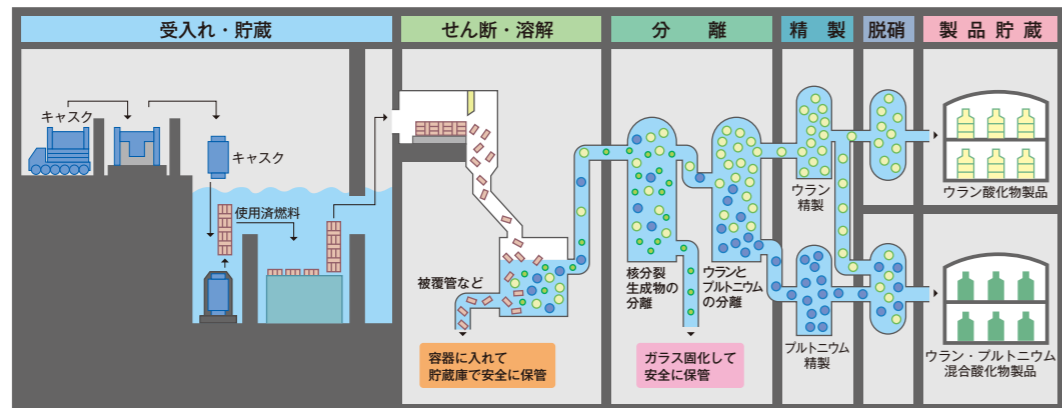 受入れ・貯蔵
せん断・溶解
分離
精製
脱硝
製品貯蔵
キャスク
キャスク
使用済燃料
被覆管など
容器に入れて
貯蔵庫で安全に保管
核分裂
生成物の
分離
ウランと
プルトニウム
の分離
ガラス固化して
安全に保管
ウラン
精製
プルトニウム
精製
ウラン酸化物製品
ウラン・プルトニウム
混合酸化物製品